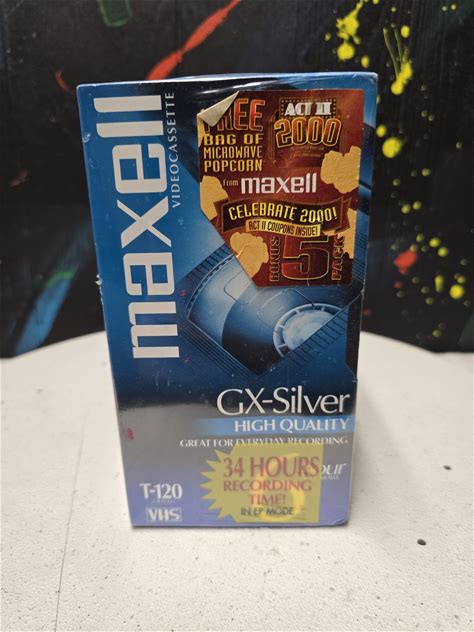 maxell
VIDEOCASSETTE
FREE
BAG OF
MICROWAVE
POPCORN
From maxell
ACT II
2000
CELEBRATE 2000!
ACT II COUPONS INSIDE!
BONUS 5 PACK
GX-Silver
HIGH QUALITY
GREAT FOR EVERYDAY RECORDING
34 HOURS
RECORDING
TIME!
IN EP MODE
our
T-120
VHS